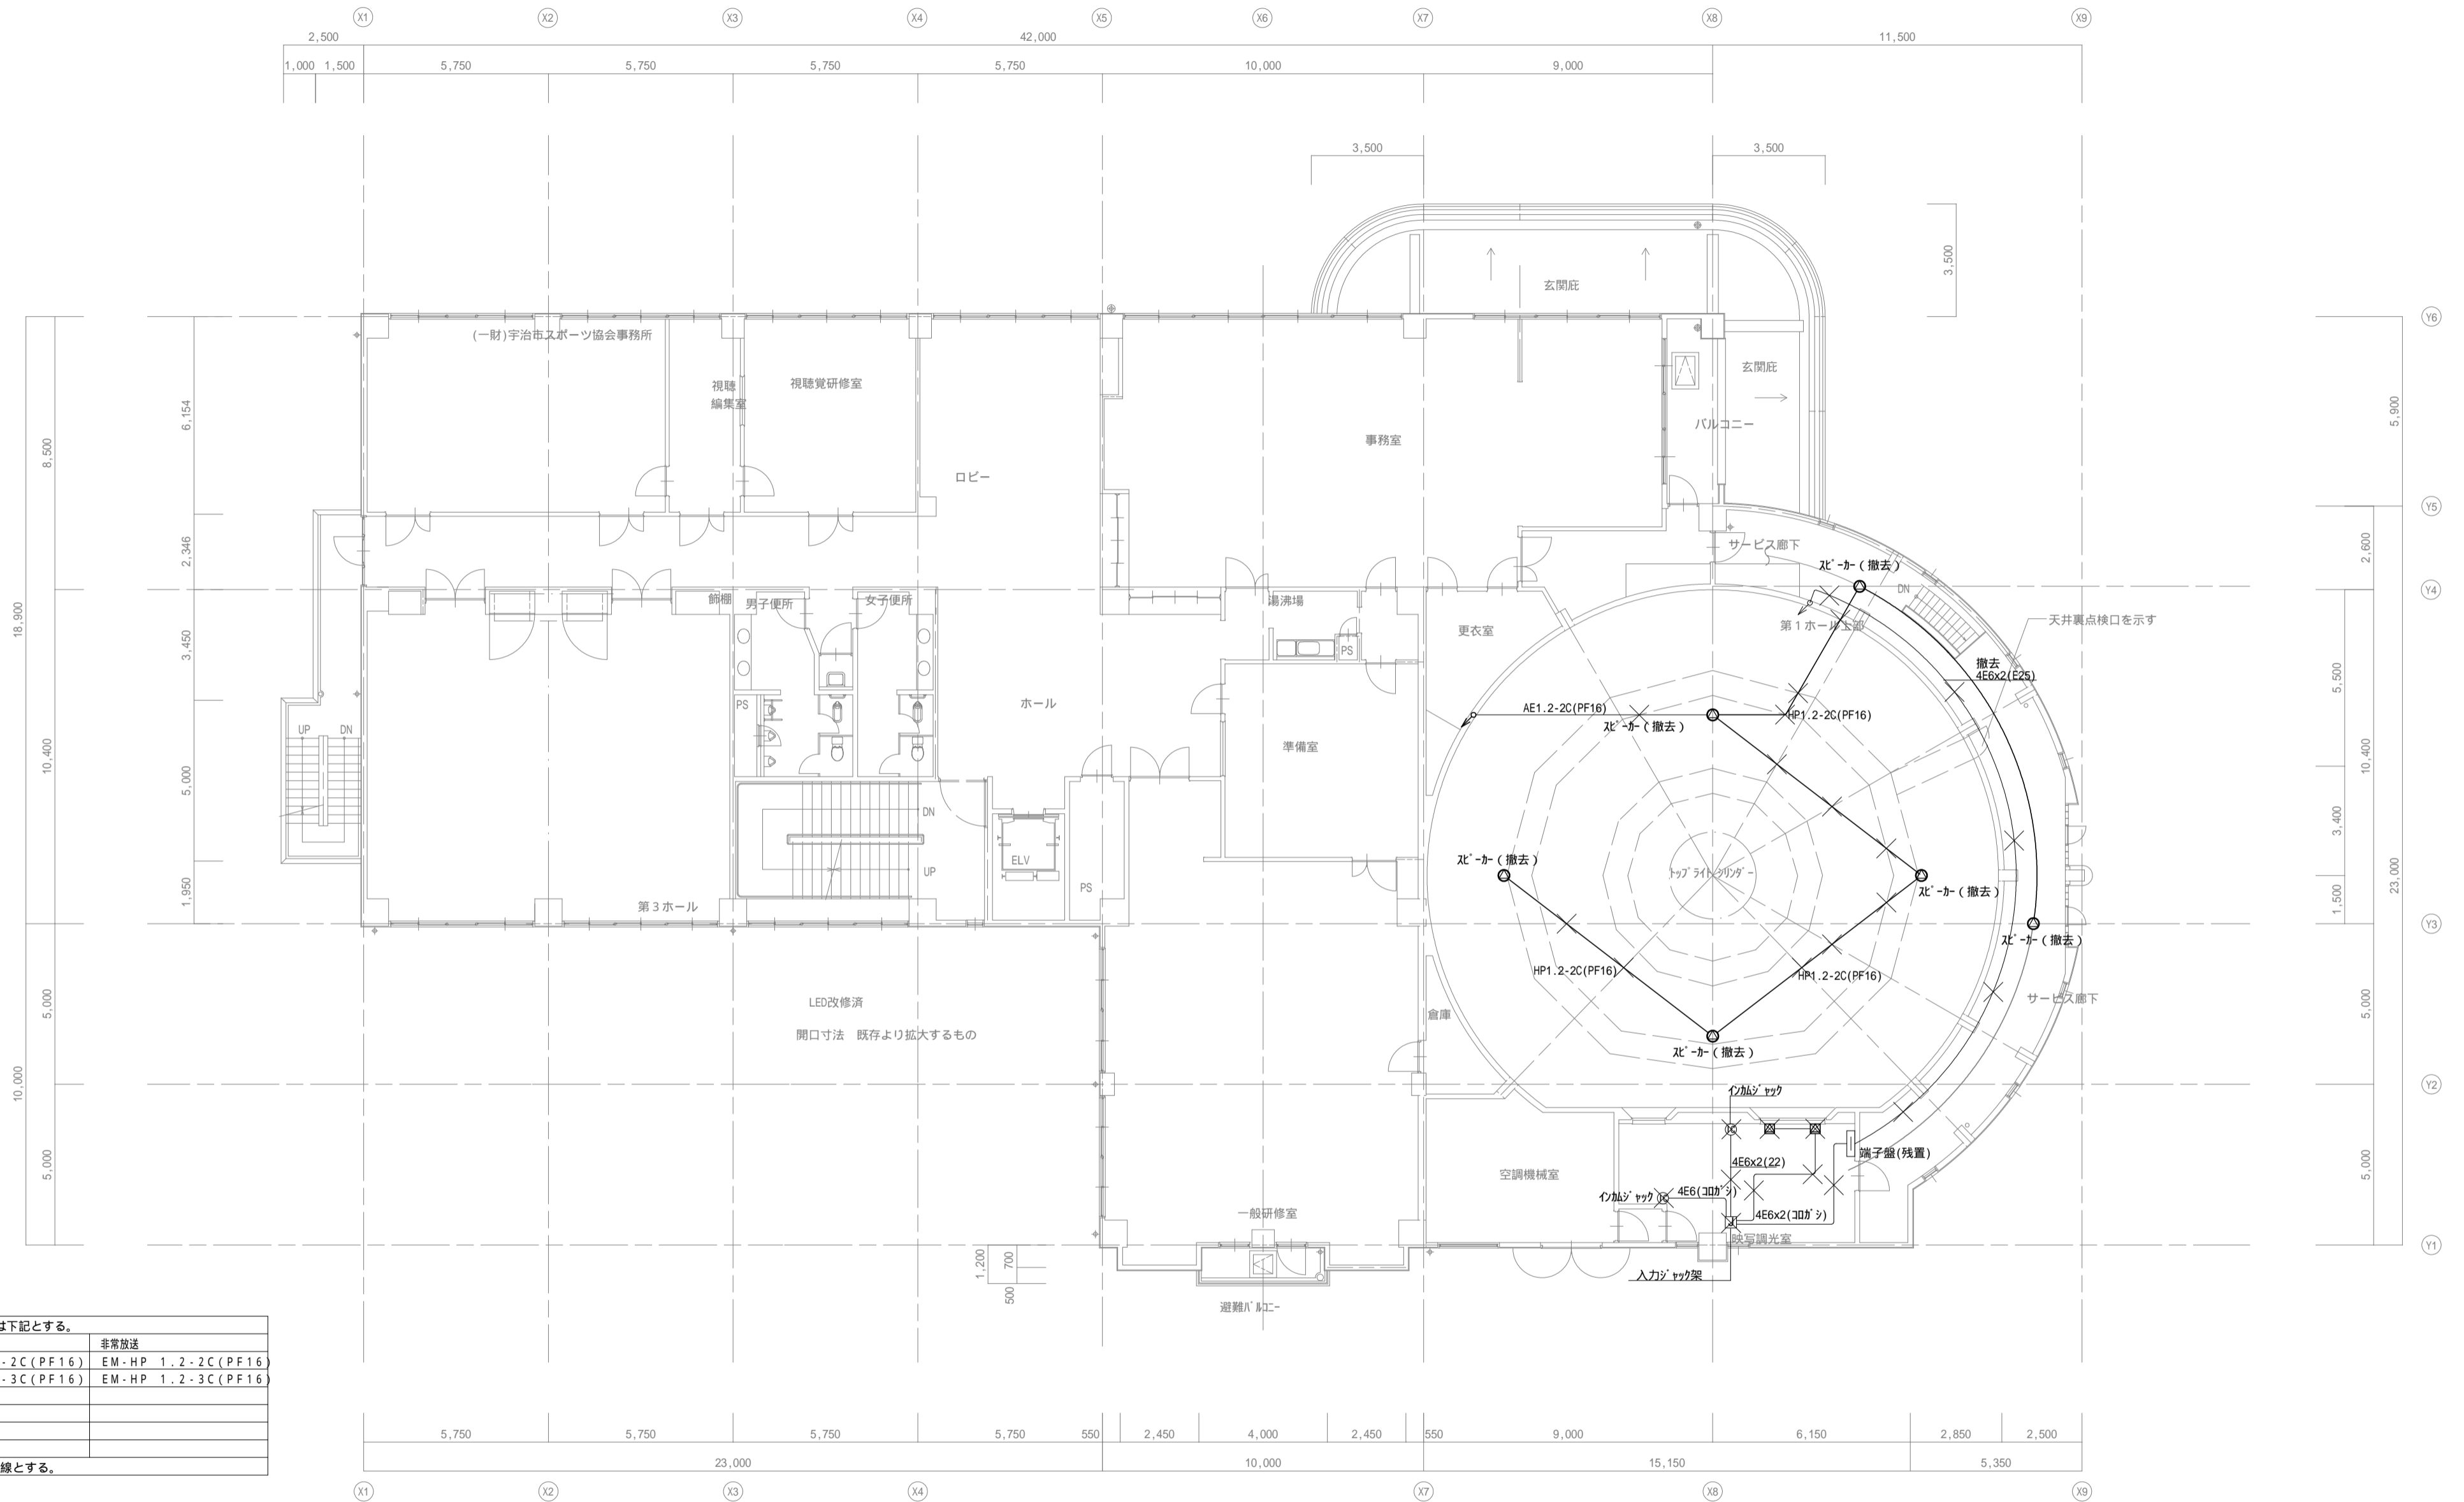 X1 X2 X3 X4 X5 X6 X7 X8 X9
2,500 42,000 11,500
1,000 1,500 5,750 5,750 5,750 5,750 10,000 9,000
3,500 3,500
3,500
玄関庇
Y6
(一財)宇治市スポーツ協会事務所
視聴
編集室
視聴覚研修室
玄関庇
バルコニー
事務室
ロビー
6,154
8,500
5,900
Y5
サービス廊下
2,346
2,600
スピーカー(撤去)
DN
Y4
飾棚
男子便所
女子便所
湯沸場
更衣室
第1ホール上部
天井裏点検口を示す
18,900
3,450
PS
撤去
4E6x2(E25)
5,500
PS
ホール
AE1.2-2C(PF16)
HP1.2-2C(PF16)
スピーカー(撤去)
UP DN
準備室
10,400
5,000
10,400
DN
3,400
ELV
UP
PS
スピーカー(撤去)
トップライトシリンダー
スピーカー(撤去)
1,950
1,500
23,000
第3ホール
Y3
スピーカー(撤去)
HP1.2-2C(PF16)
HP1.2-2C(PF16)
サービス廊下
LED改修済
開口寸法 既存より拡大するもの
倉庫
5,000
5,000
スピーカー(撤去)
10,000
Y2
インカムジャック
端子盤(残置)
4E6x2(22)
空調機械室
5,000
5,000
インカムジャック
4E6(コロガシ)
4E6x2(コロガシ)
一般研修室
映写調光室
Y1
1,200 700
500
入力ジャック架
避難バルコニー
は下記とする。
非常放送
-2C(PF16) EM-HP 1.2-2C(PF16)
-3C(PF16) EM-HP 1.2-3C(PF16)
線とする。
5,750 5,750 5,750 5,750 550 2,450 4,000 2,450 550 9,000 6,150 2,850 2,500
23,000 10,000 15,150 5,350
X1 X2 X3 X4 X7 X8 X9